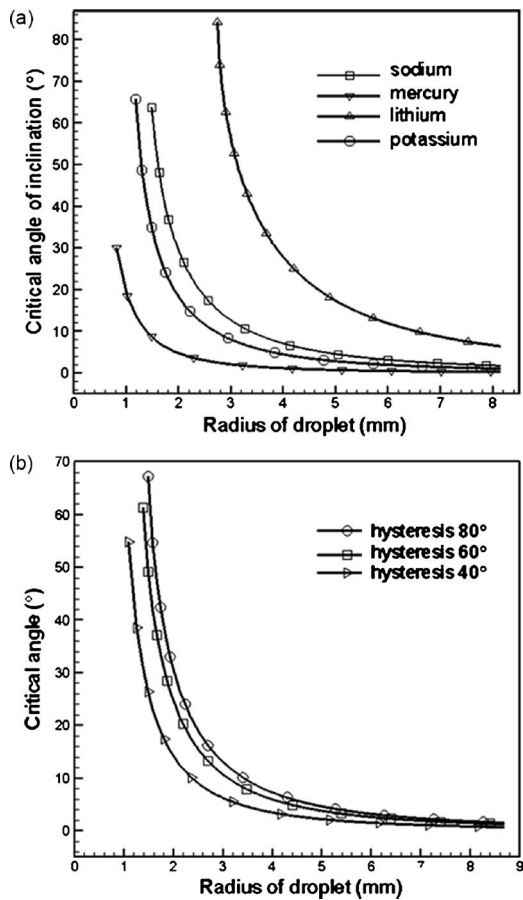 (a)
80
70
60
50
40
30
20
10
0
Critical angle of inclination (°)
sodium
mercury
lithium
potassium
0 1 2 3 4 5 6 7 8
Radius of droplet (mm)
(b)
70
60
50
40
30
20
10
0
Critical angle (°)
hysteresis 80°
hysteresis 60°
hysteresis 40°
0 1 2 3 4 5 6 7 8 9
Radius of droplet (mm)